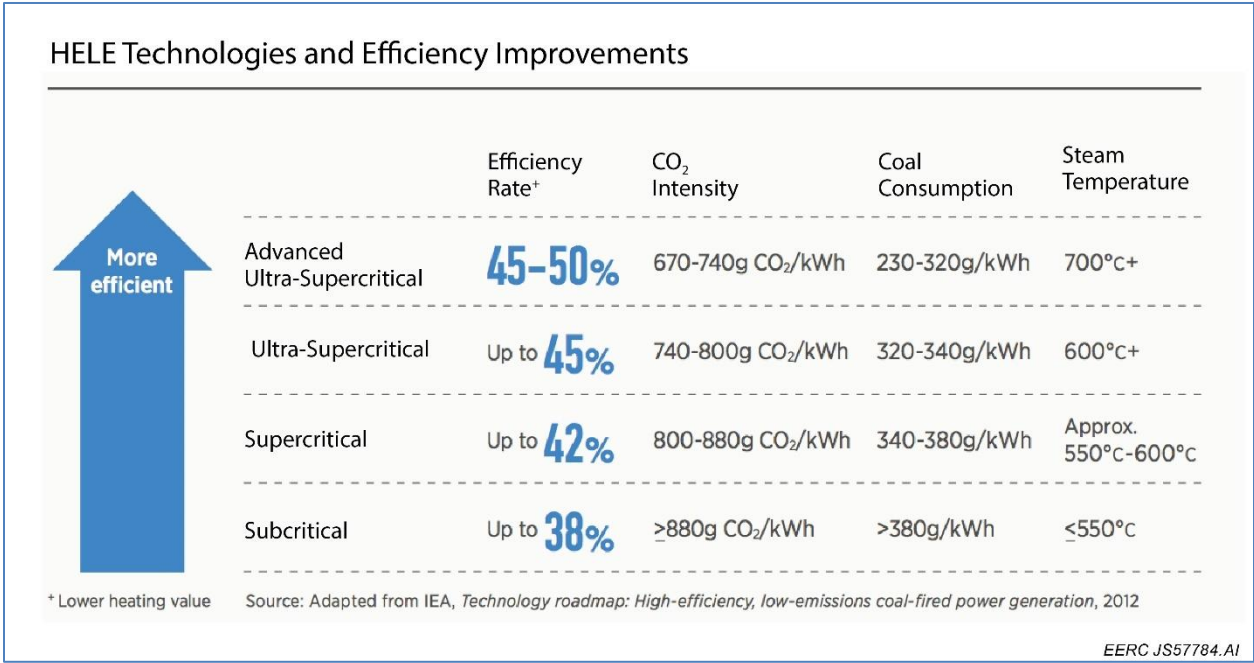 HELE Technologies and Efficiency Improvements
Efficiency Rate⁺ CO₂ Intensity Coal Consumption Steam Temperature
More efficient
Advanced Ultra-Supercritical 45–50% 670-740g CO₂/kWh 230-320g/kWh 700°C+
Ultra-Supercritical Up to 45% 740-800g CO₂/kWh 320-340g/kWh 600°C+
Supercritical Up to 42% 800-880g CO₂/kWh 340-380g/kWh Approx. 550°C-600°C
Subcritical Up to 38% ≥880g CO₂/kWh >380g/kWh ≤550°C
⁺ Lower heating value Source: Adapted from IEA, Technology roadmap: High-efficiency, low-emissions coal-fired power generation, 2012
EERC JS57784.AI